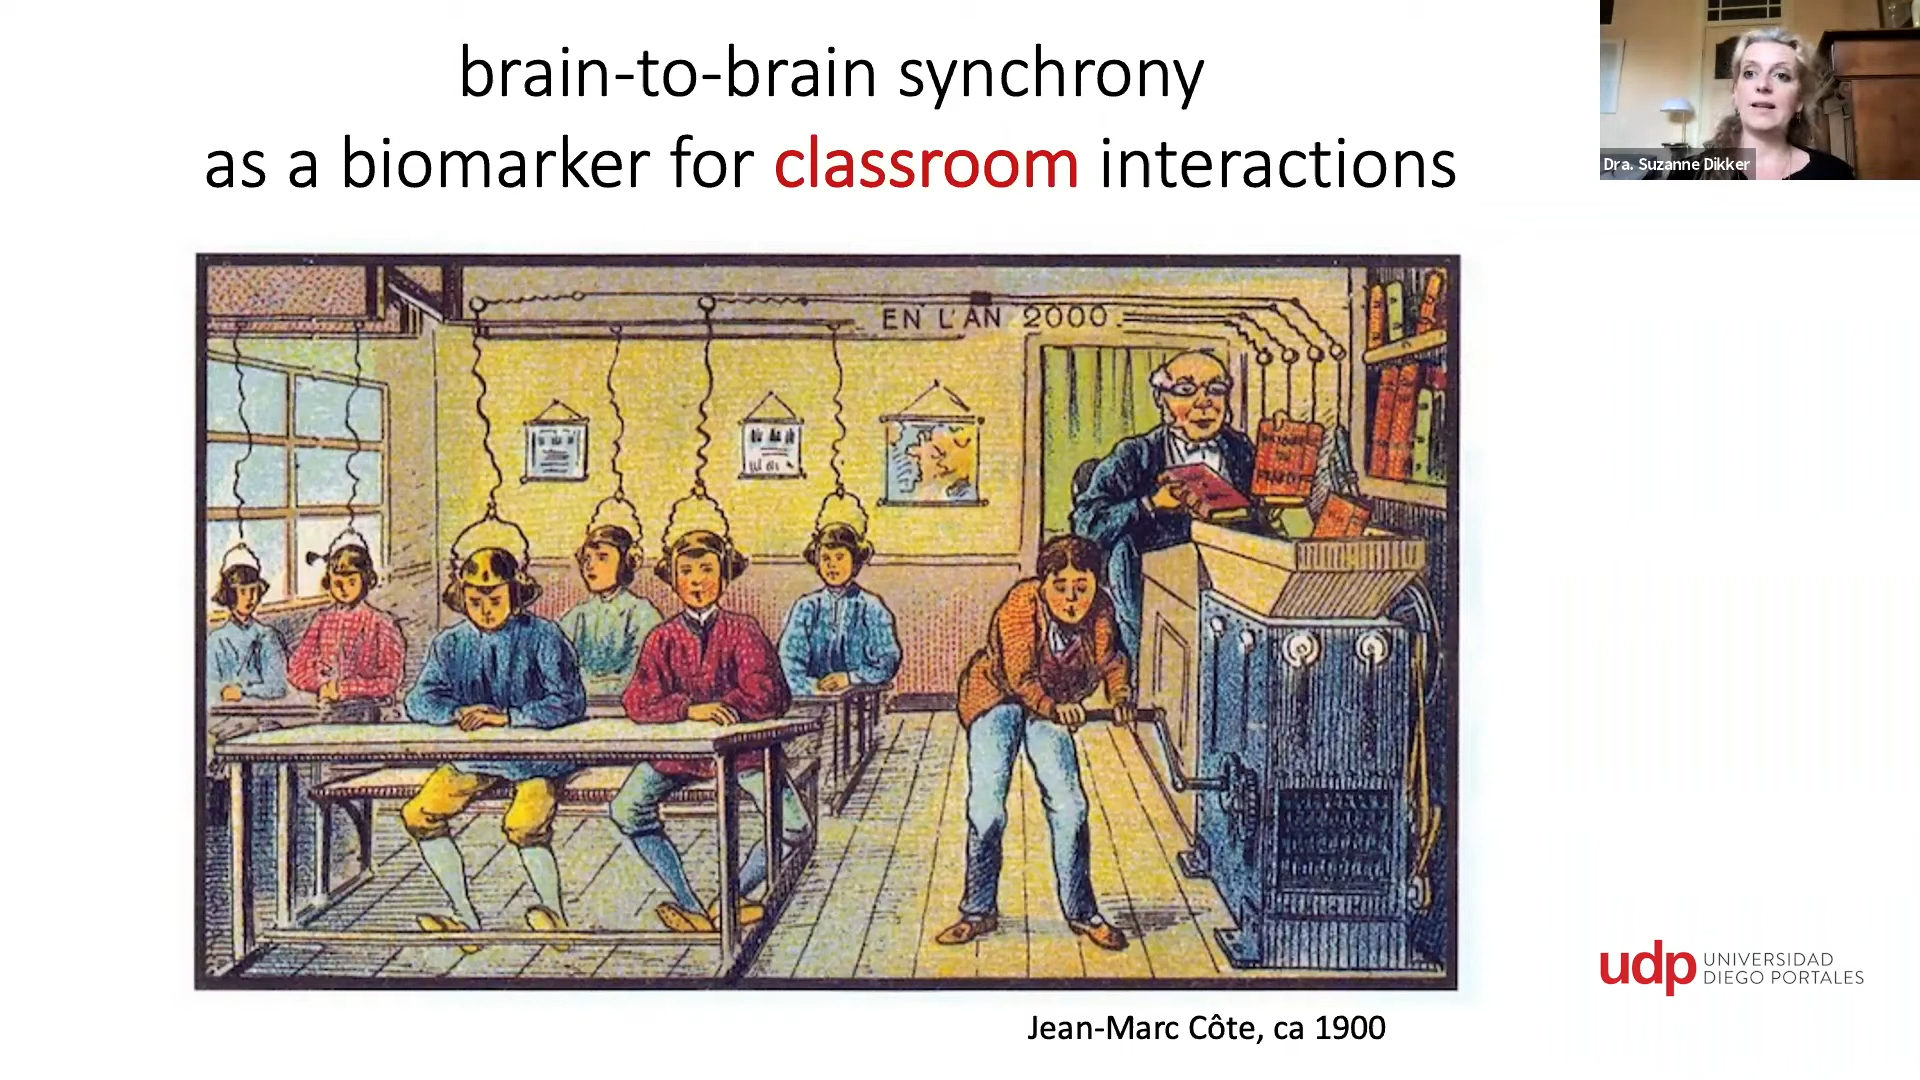 brain-to-brain synchrony
as a biomarker for classroom interactions
Dra. Suzanne Dikker
EN L'AN 2000.
udp UNIVERSIDAD
DIEGO PORTALES
Jean-Marc Côte, ca 1900